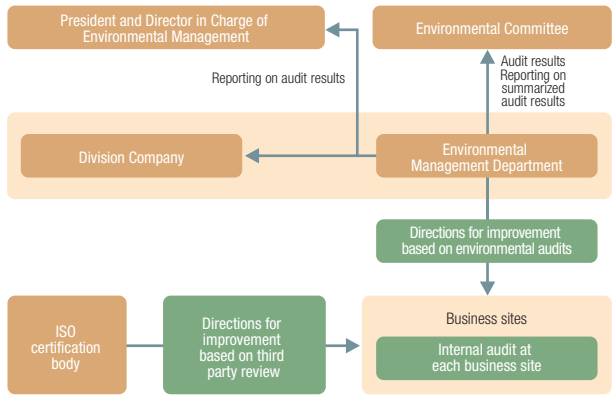 President and Director in Charge of
Environmental Management
Environmental Committee
Reporting on audit results
Audit results
Reporting on
summarized
audit results
Division Company
Environmental
Management Department
Directions for improvement
based on environmental audits
ISO
certification
body
Directions for
improvement
based on third
party review
Business sites
Internal audit at
each business site